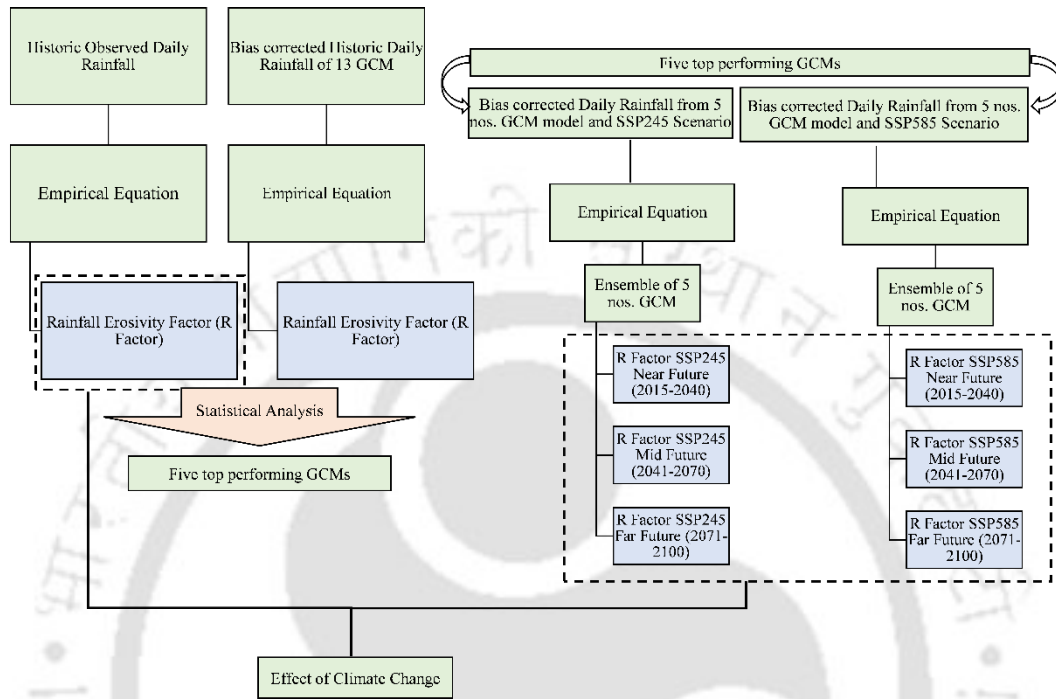 Historic Observed Daily
Rainfall
Bias corrected Historic Daily
Rainfall of 13 GCM
Empirical Equation
Empirical Equation
Rainfall Erosivity Factor (R
Factor)
Rainfall Erosivity Factor (R
Factor)
Statistical Analysis
Five top performing GCMs
Five top performing GCMs
Bias corrected Daily Rainfall from 5
nos. GCM model and SSP245 Scenario
Bias corrected Daily Rainfall from 5
nos. GCM model and SSP585 Scenario
Empirical Equation
Empirical Equation
Ensemble of 5
nos. GCM
Ensemble of 5
nos. GCM
R Factor SSP245
Near Future
(2015-2040)
R Factor SSP245
Mid Future
(2041-2070)
R Factor SSP245
Far Future (2071-
2100)
R Factor SSP585
Near Future
(2015-2040)
R Factor SSP585
Mid Future
(2041-2070)
R Factor SSP585
Far Future (2071-
2100)
Effect of Climate Change